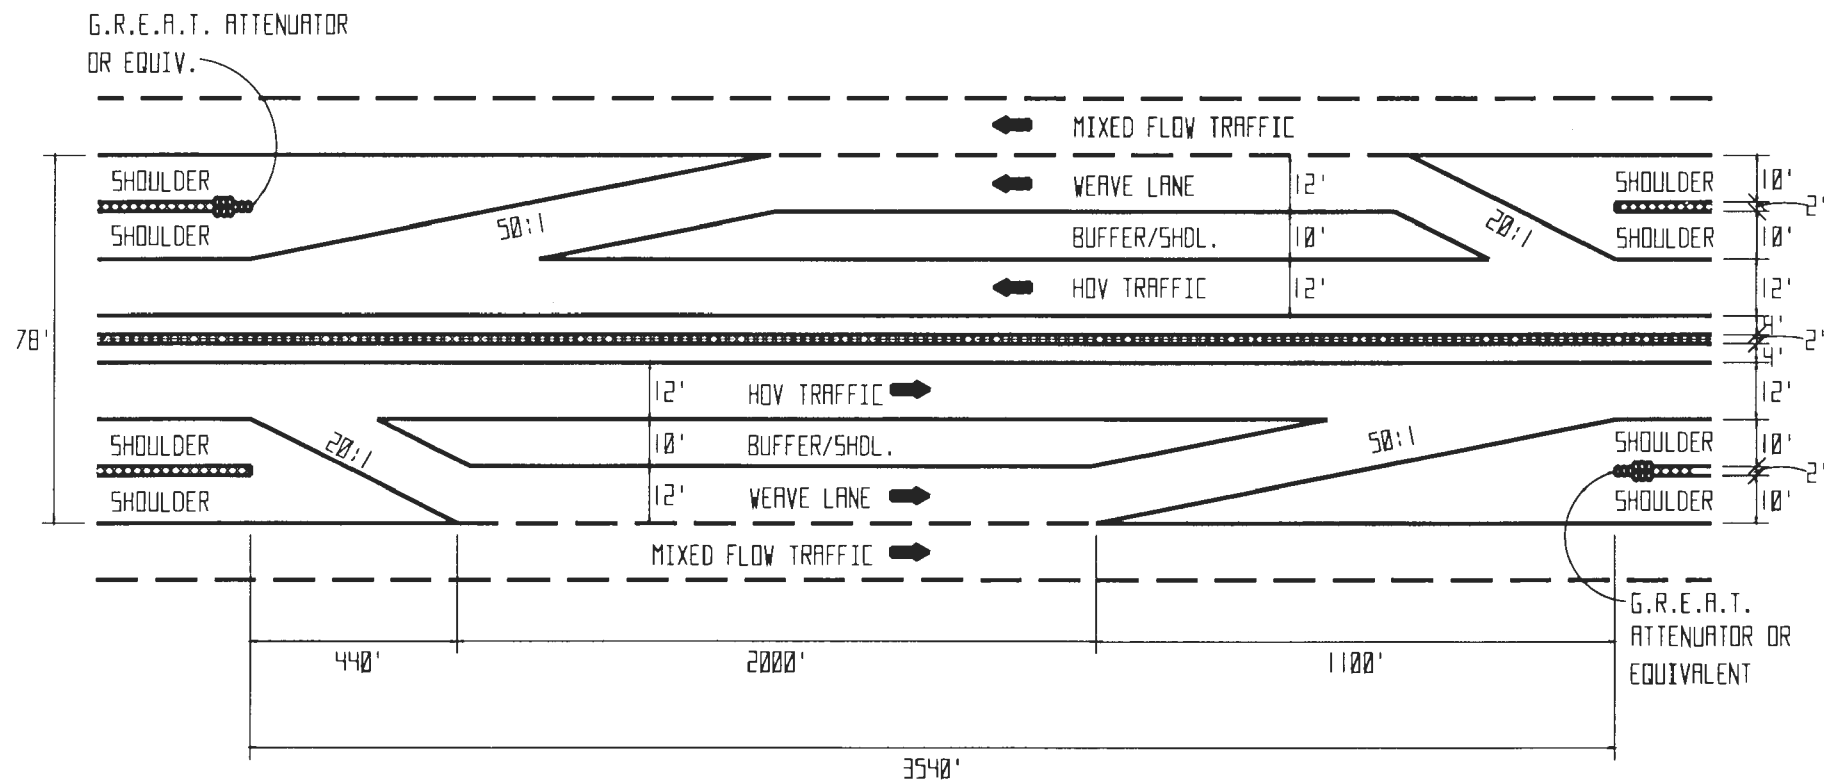 G.R.E.A.T. ATTENUATOR
OR EQUIV.
MIXED FLOW TRAFFIC
SHOULDER
WEAVE LANE
12'
SHOULDER
10'
2'
SHOULDER
50:1
BUFFER/SHDL.
10'
20:1
SHOULDER
10'
HOV TRAFFIC
12'
12'
78'
4'
2'
4'
12'
HOV TRAFFIC
12'
SHOULDER
20:1
10'
BUFFER/SHDL.
50:1
SHOULDER
10'
2'
SHOULDER
12'
WEAVE LANE
SHOULDER
10'
MIXED FLOW TRAFFIC
G.R.E.A.T.
ATTENUATOR OR
EQUIVALENT
440'
2000'
1100'
3540'